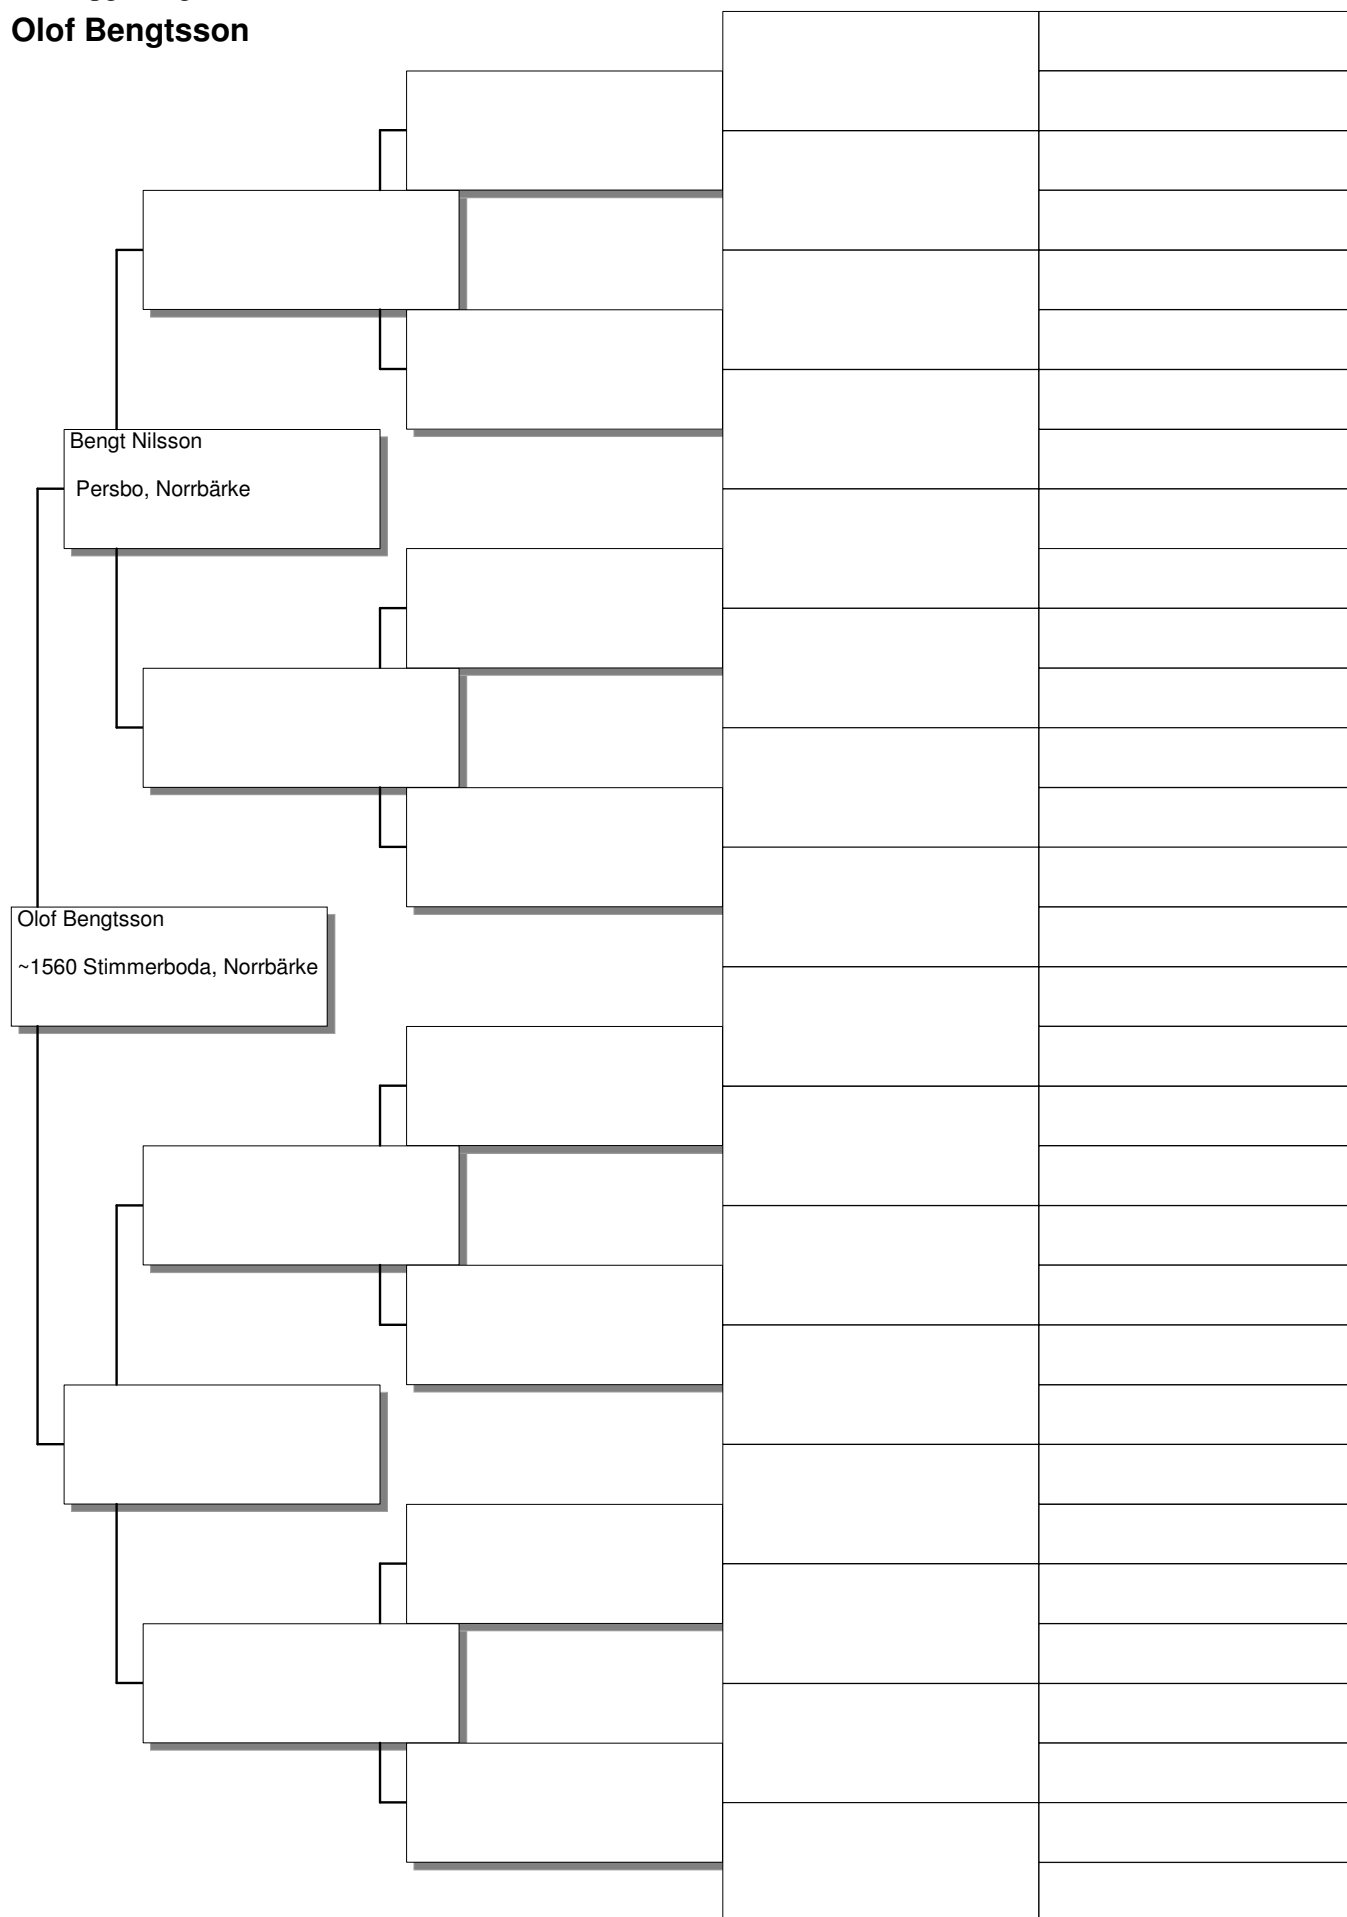 Olof Bengtsson
Bengt Nilsson
Persbo, Norrbärke
Olof Bengtsson
~1560 Stimmerboda, Norrbärke